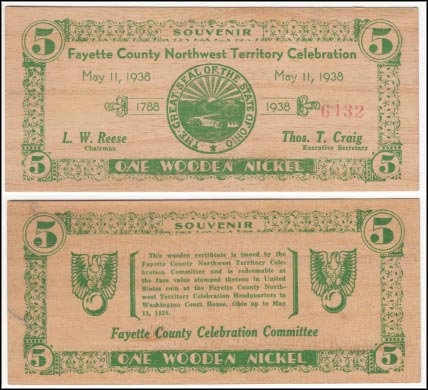 5 SOUVENIR 5
Fayette County Northwest Territory Celebration
May 11, 1938 May 11, 1938
THE GREAT SEAL OF THE STATE OF OHIO
1788 1938 6432
L. W. Reese Thos. T. Craig
Chairman Executive Secretary
5 ONE WOODEN NICKEL 5
5 SOUVENIR 5
This wooden certificate is issued by the
Fayette County Northwest Territory Cele-
bration Committee and is redeemable at
the face value stamped thereon in United
States coin at the Fayette County North-
west Territory Celebration Headquarters in
Washington Court House, Ohio up to May
11, 1938.
Fayette County Celebration Committee
5 ONE WOODEN NICKEL 5